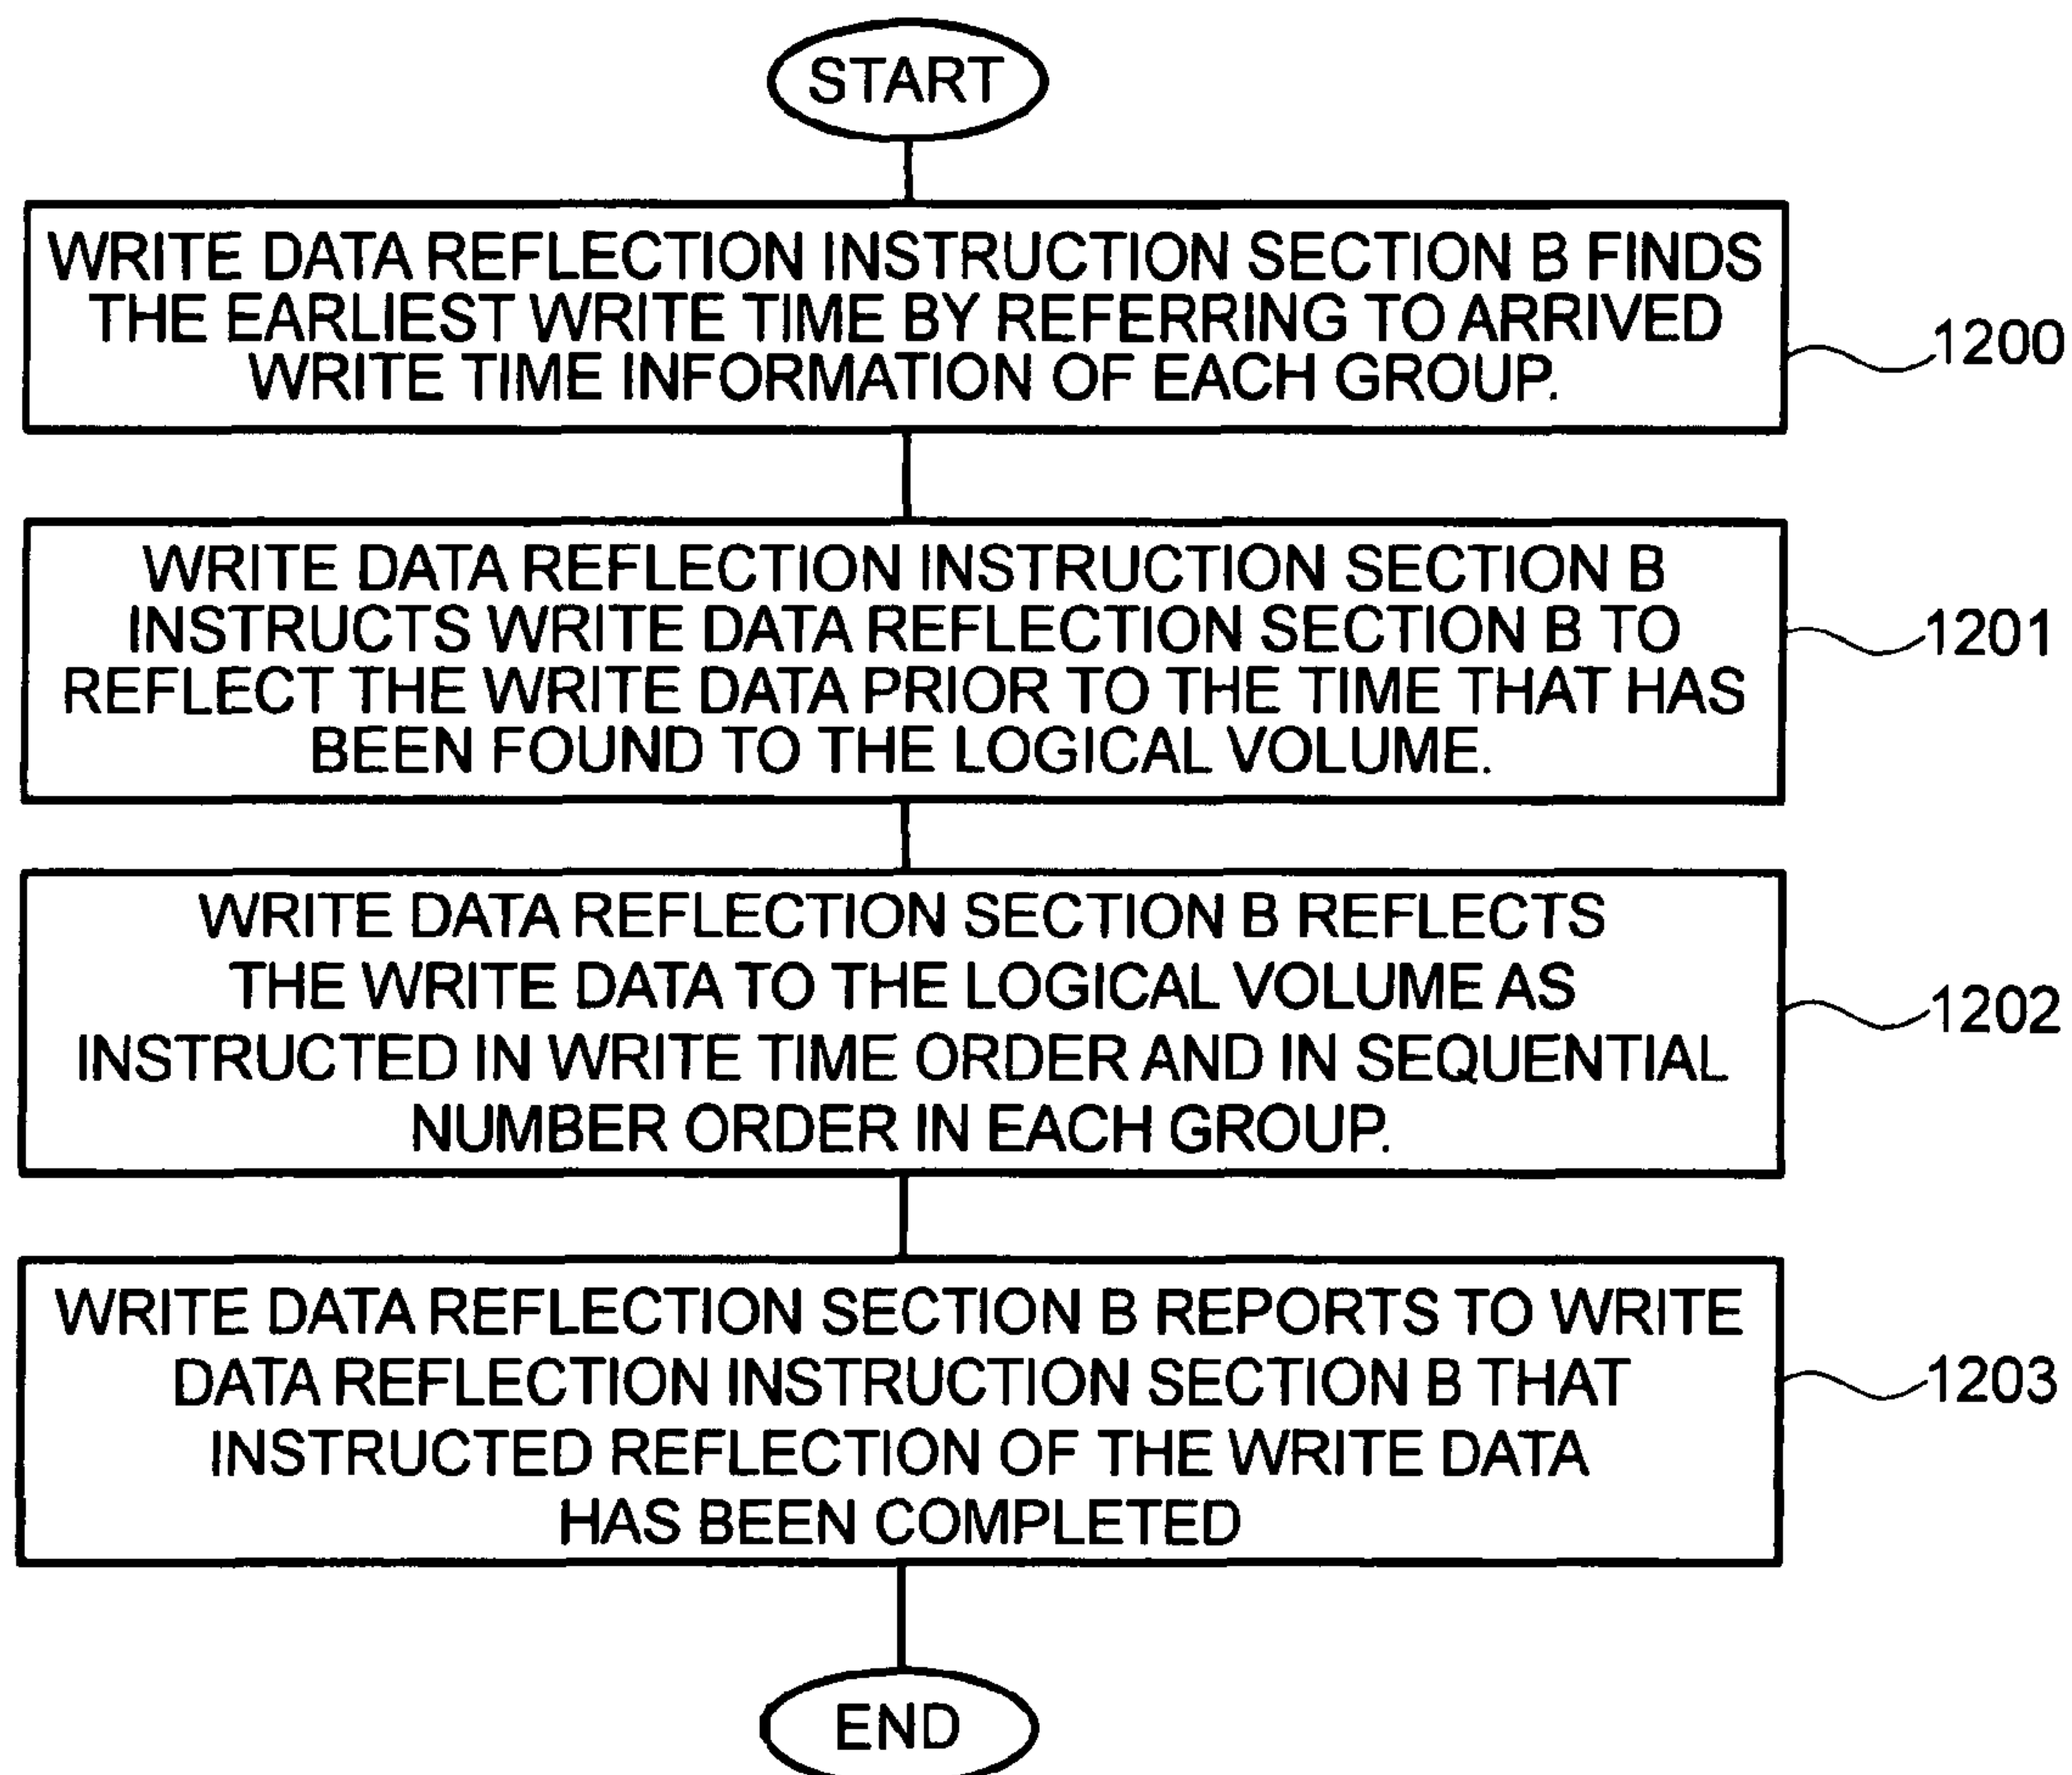 START
WRITE DATA REFLECTION INSTRUCTION SECTION B FINDS
THE EARLIEST WRITE TIME BY REFERRING TO ARRIVED
WRITE TIME INFORMATION OF EACH GROUP.
1200
WRITE DATA REFLECTION INSTRUCTION SECTION B
INSTRUCTS WRITE DATA REFLECTION SECTION B TO
REFLECT THE WRITE DATA PRIOR TO THE TIME THAT HAS
BEEN FOUND TO THE LOGICAL VOLUME.
1201
WRITE DATA REFLECTION SECTION B REFLECTS
THE WRITE DATA TO THE LOGICAL VOLUME AS
INSTRUCTED IN WRITE TIME ORDER AND IN SEQUENTIAL
NUMBER ORDER IN EACH GROUP.
1202
WRITE DATA REFLECTION SECTION B REPORTS TO WRITE
DATA REFLECTION INSTRUCTION SECTION B THAT
INSTRUCTED REFLECTION OF THE WRITE DATA
HAS BEEN COMPLETED
1203
END